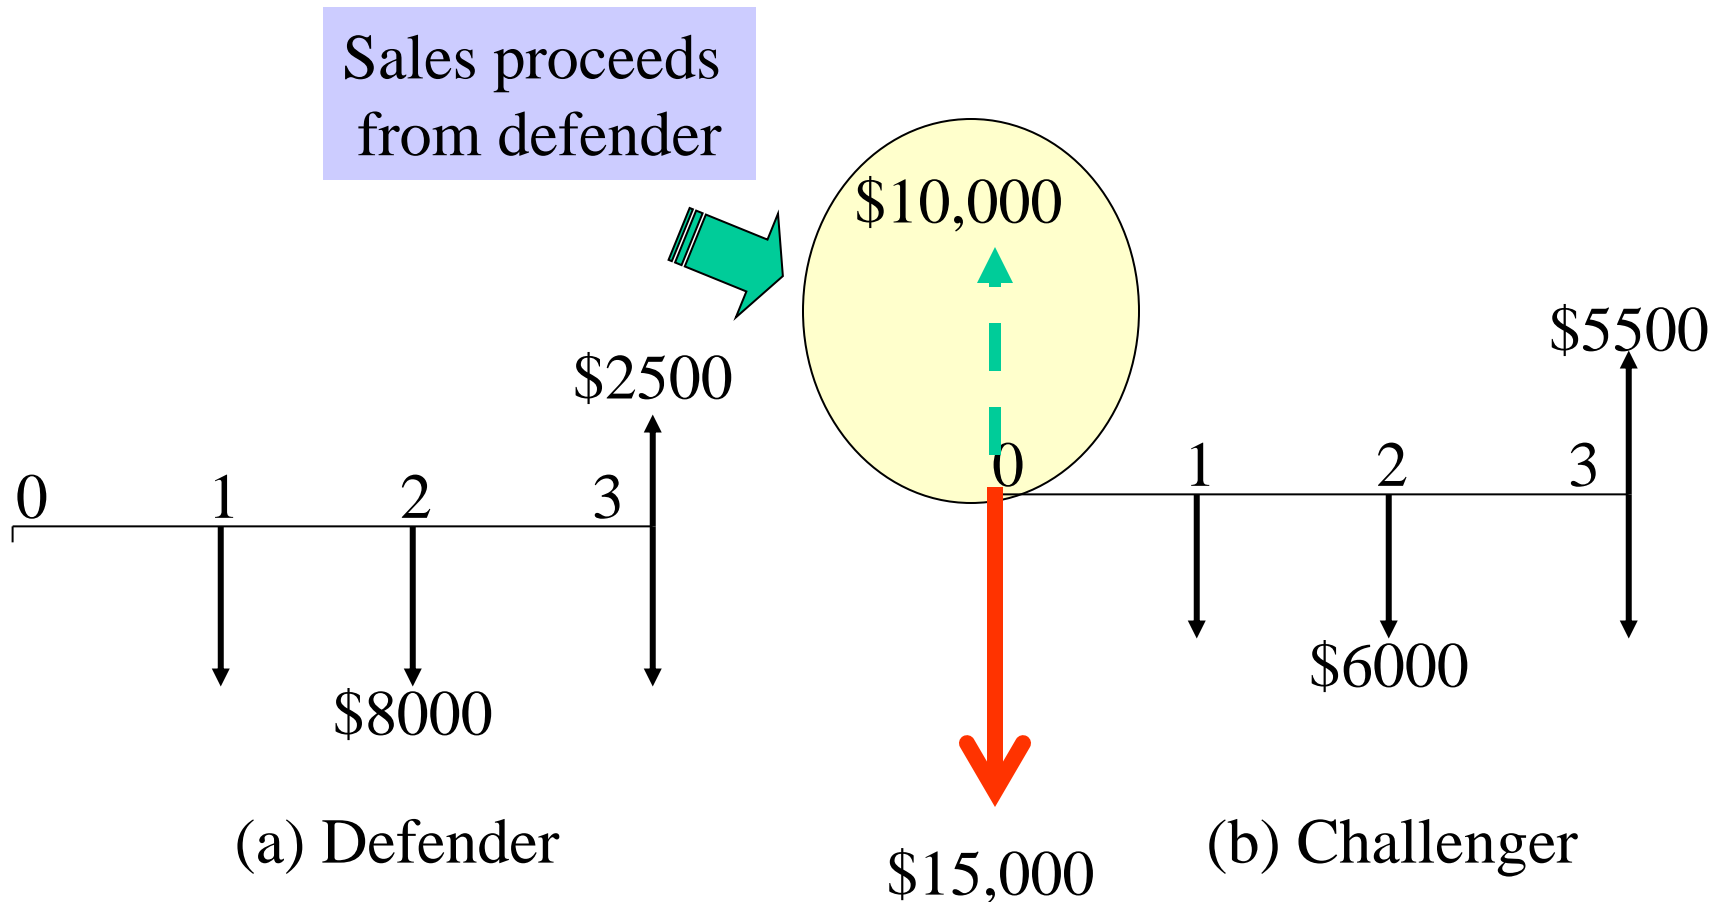 Sales proceeds
from defender
$10,000
$5500
$2500
0 1 2 3
0 1 2 3
$8000
$6000
(a) Defender
(b) Challenger
$15,000